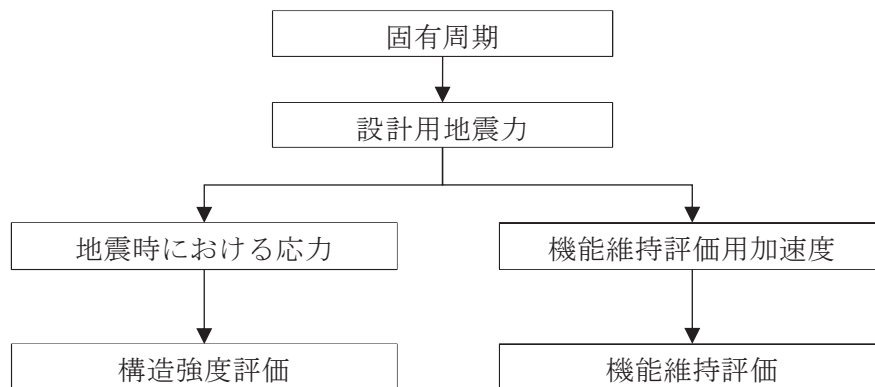 固有周期
設計用地震力
地震時における応力
機能維持評価用加速度
構造強度評価
機能維持評価